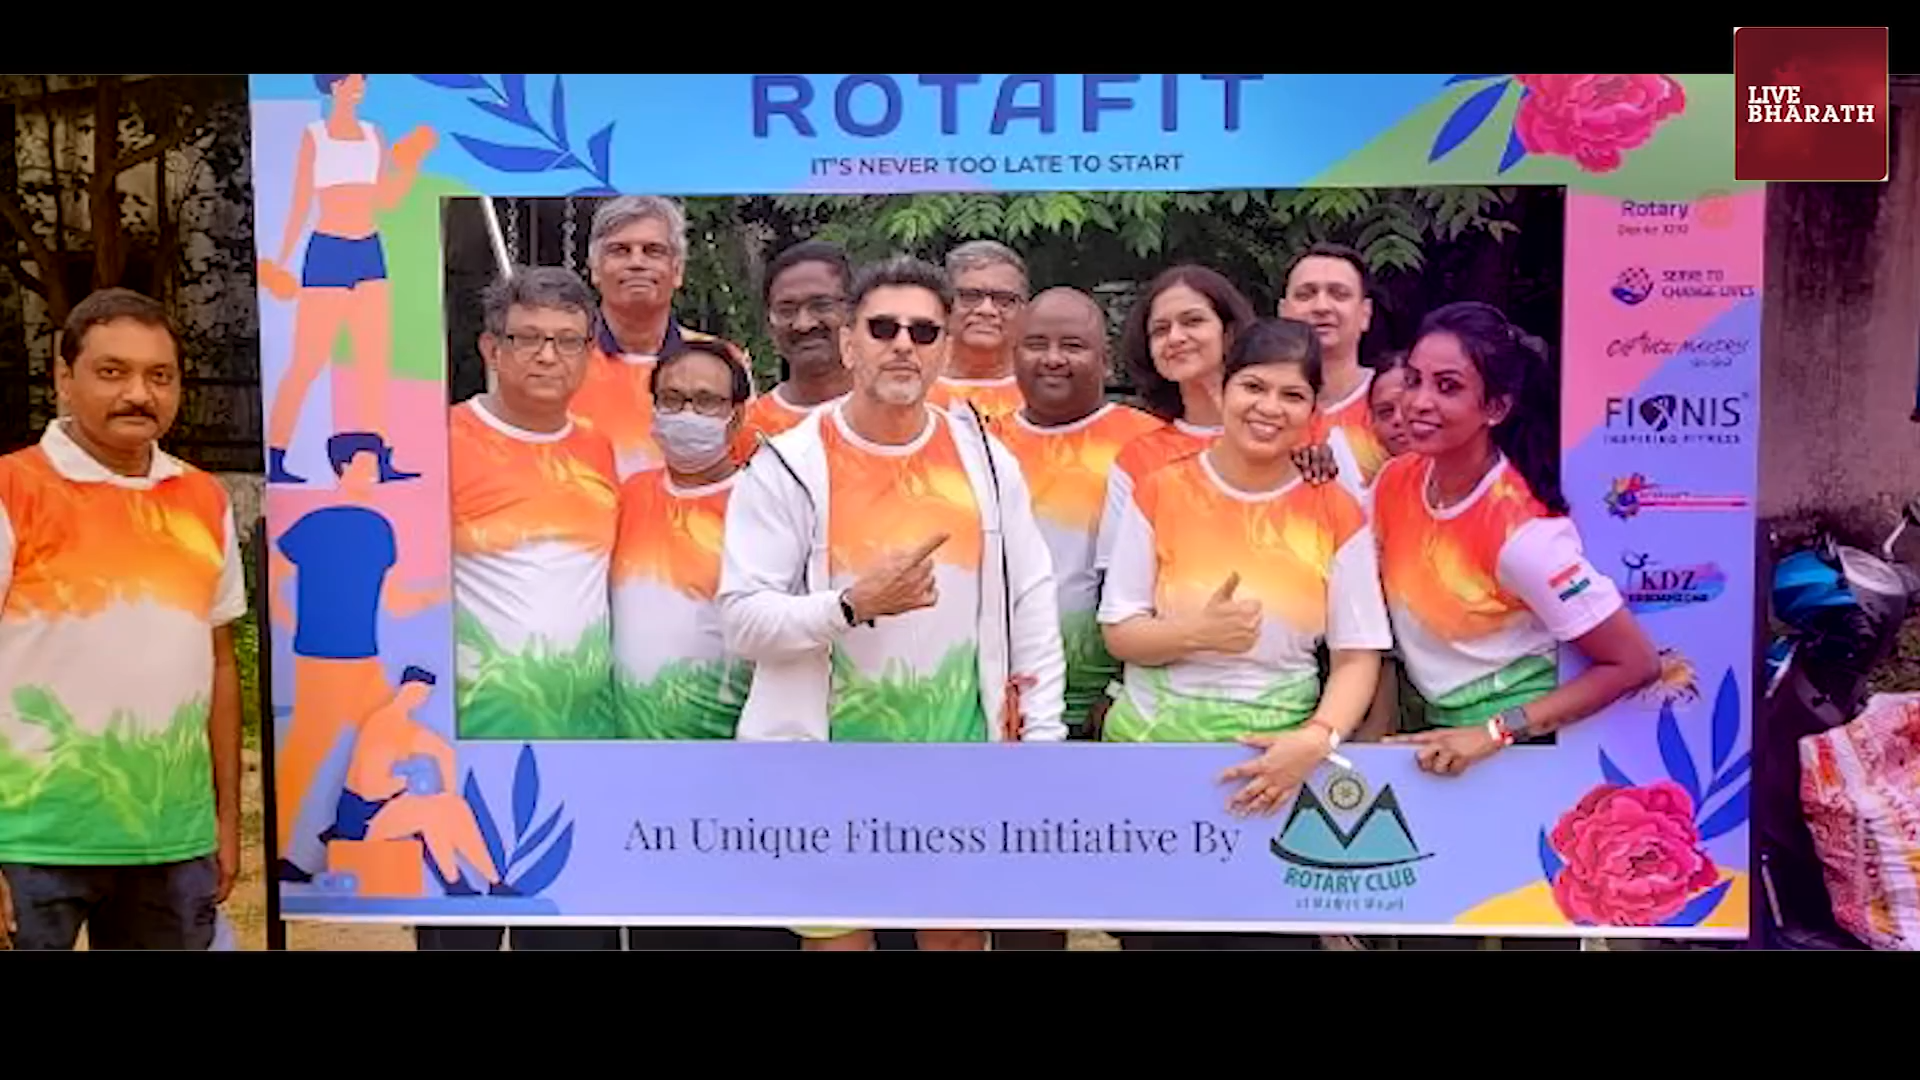 ROTAFIT
IT'S NEVER TOO LATE TO START
LIVE
BHARATH
Rotary
SERVE TO
CHANGE LIVES
FIONIS
INSPIRING FITNESS
KDZ
An Unique Fitness Initiative By
ROTARY CLUB